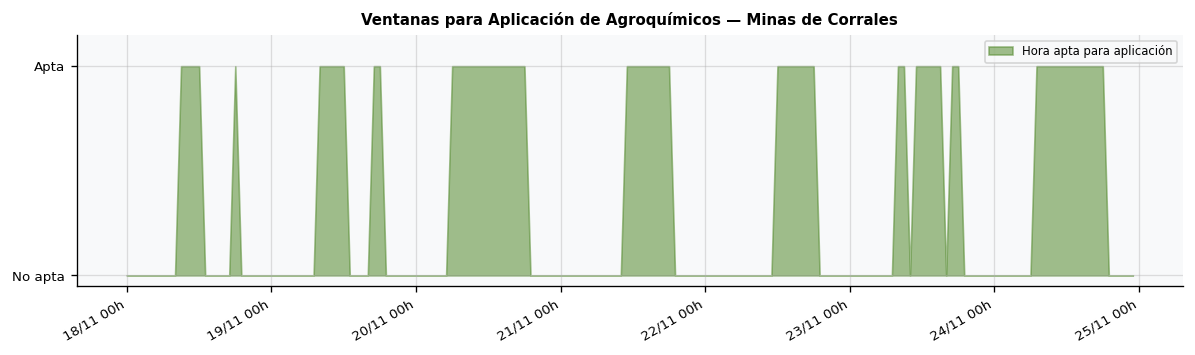 Ventanas para Aplicación de Agroquímicos — Minas de Corrales
Hora apta para aplicación
Apta
No apta
18/11 00h
19/11 00h
20/11 00h
21/11 00h
22/11 00h
23/11 00h
24/11 00h
25/11 00h